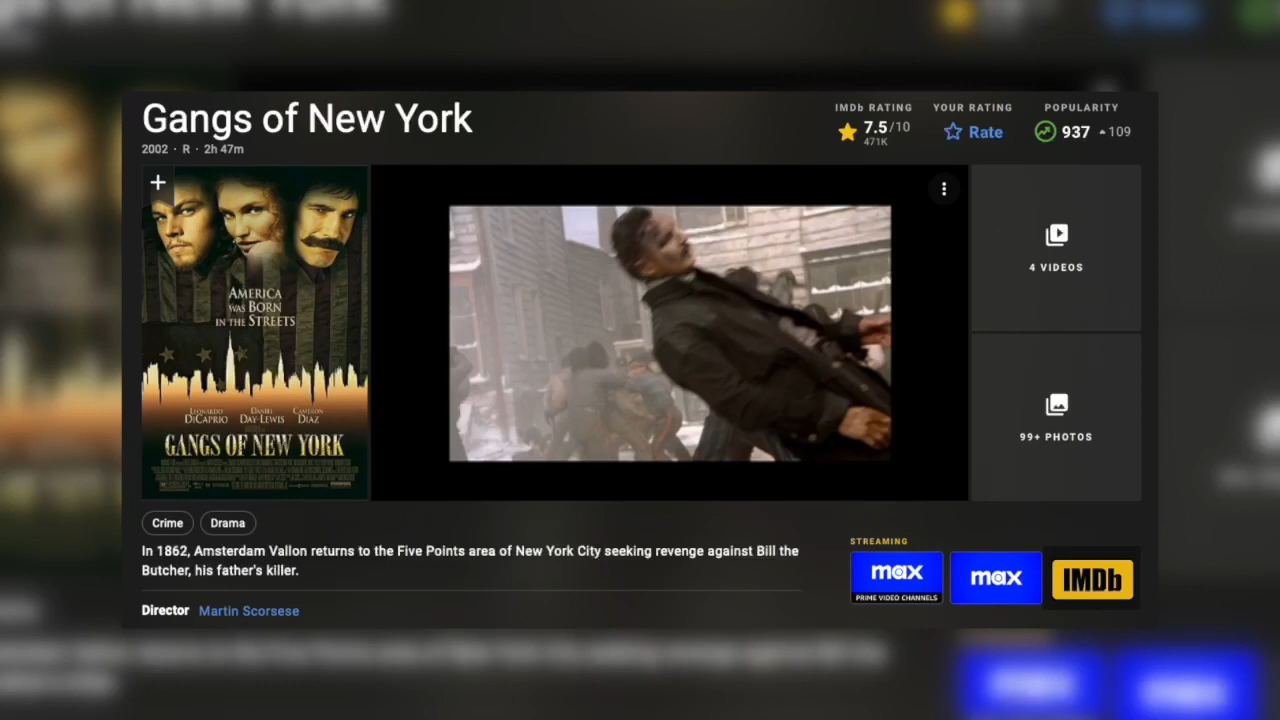 Gangs of New York
2002 · R · 2h 47m
IMDb RATING
7.5/10
471K
YOUR RATING
Rate
POPULARITY
937 109
AMERICA
WAS BORN
IN THE STREETS
LEONARDO
DICAPRIO
DANIEL
DAY-LEWIS
CAMERON
DIAZ
GANGS OF NEW YORK
4 VIDEOS
99+ PHOTOS
Crime
Drama
In 1862, Amsterdam Vallon returns to the Five Points area of New York City seeking revenge against Bill the
Butcher, his father's killer.
Director Martin Scorsese
STREAMING
max
PRIME VIDEO CHANNELS
max
IMDb